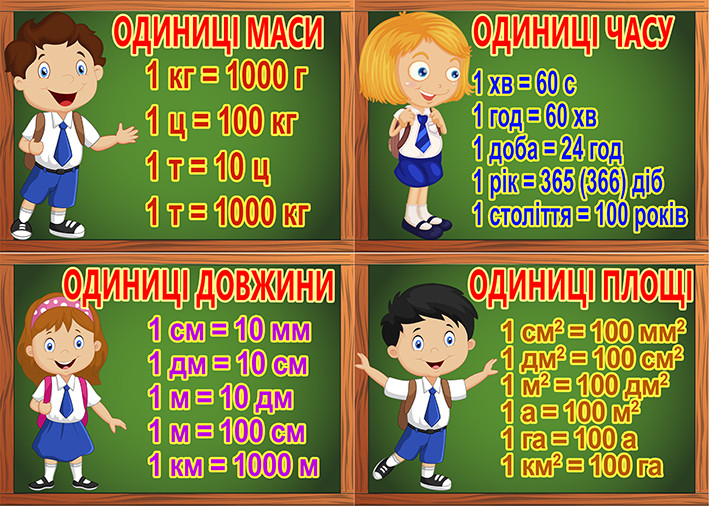 ОДИНИЦІ МАСИ
1 кг = 1000 г
1 ц = 100 кг
1 т = 10 ц
1 т = 1000 кг
ОДИНИЦІ ЧАСУ
1 хв = 60 с
1 год = 60 хв
1 доба = 24 год
1 рік = 365 (366) діб
1 століття = 100 років
ОДИНИЦІ ДОВЖИНИ
1 см = 10 мм
1 дм = 10 см
1 м = 10 дм
1 м = 100 см
1 км = 1000 м
ОДИНИЦІ ПЛОЩІ
1 см² = 100 мм²
1 дм² = 100 см²
1 м² = 100 дм²
1 а = 100 м²
1 га = 100 а
1 км² = 100 га